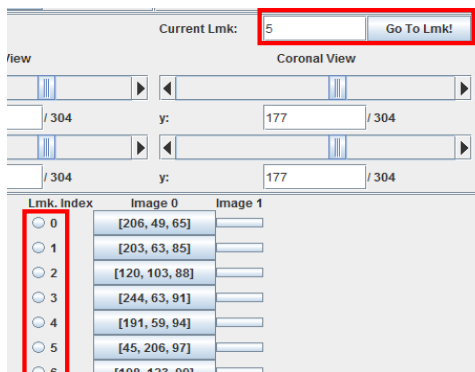 Current Lmk: 5 Go To Lmk!
View Coronal View
/ 304 y: 177 / 304
/ 304 y: 177 / 304
Lmk. Index Image 0 Image 1
0 [206, 49, 65]
1 [203, 63, 85]
2 [120, 103, 88]
3 [244, 63, 91]
4 [191, 59, 94]
5 [45, 206, 97]
6